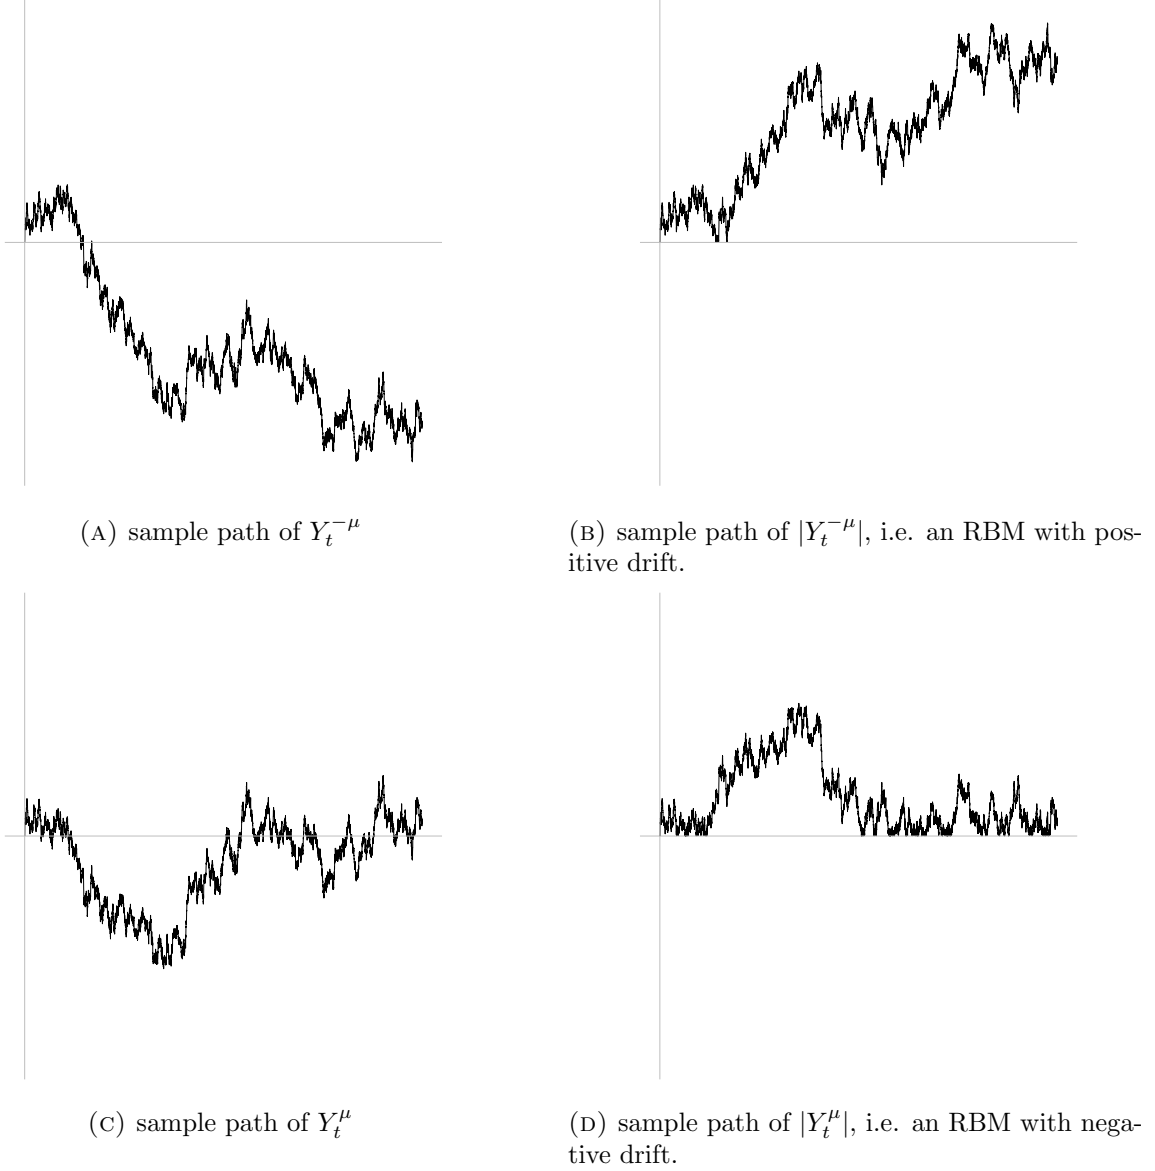 (A) sample path of $Y_t^{-\mu}$
(B) sample path of $|Y_t^{-\mu}|$, i.e. an RBM with pos-
itive drift.
(C) sample path of $Y_t^{\mu}$
(D) sample path of $|Y_t^{\mu}|$, i.e. an RBM with nega-
tive drift.